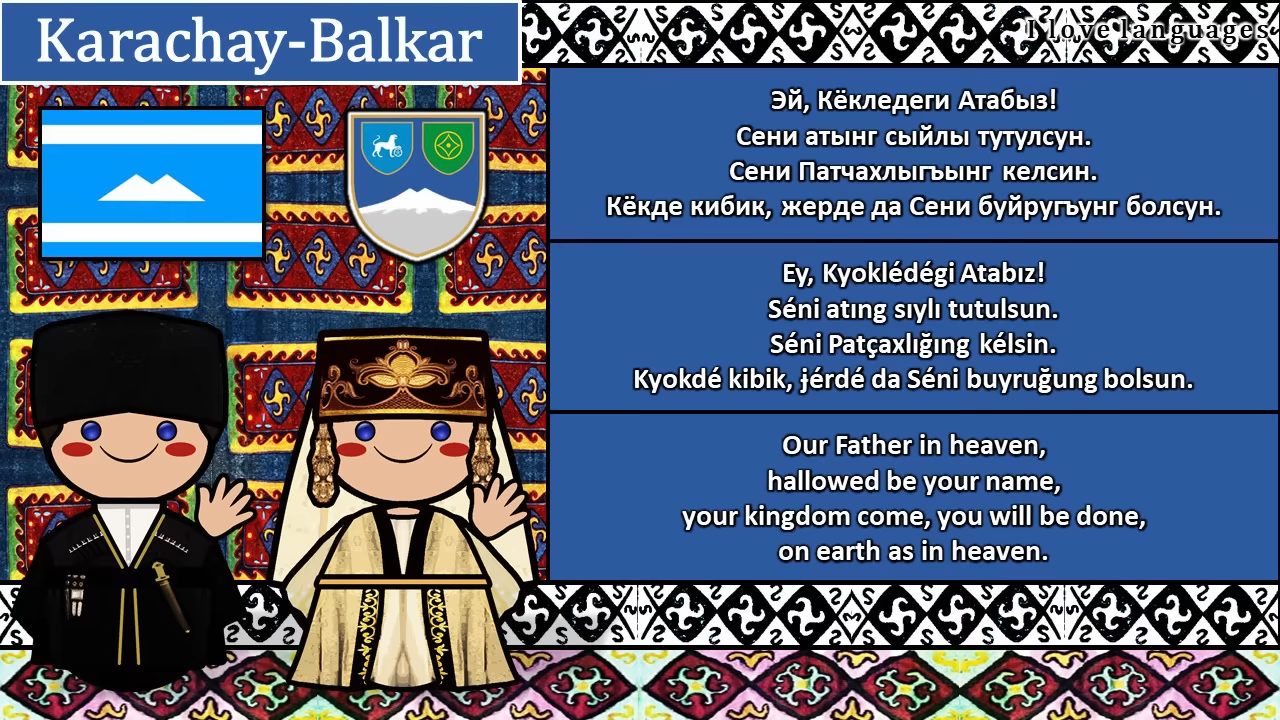 Karachay-Balkar
I love languages
Эй, Кёкледеги Атабыз!
Сени атынг сыйлы тутулсун.
Сени Патчахлыгъынг келсин.
Кёкде кибик, жерде да Сени буйругъунг болсун.
Ey, Kyoklédégi Atabız!
Séni atıng sıylı tutulsun.
Séni Patçaxlığıng kélsin.
Kyokdé kibik, ɉérdé da Séni buyruğung bolsun.
Our Father in heaven,
hallowed be your name,
your kingdom come, you will be done,
on earth as in heaven.